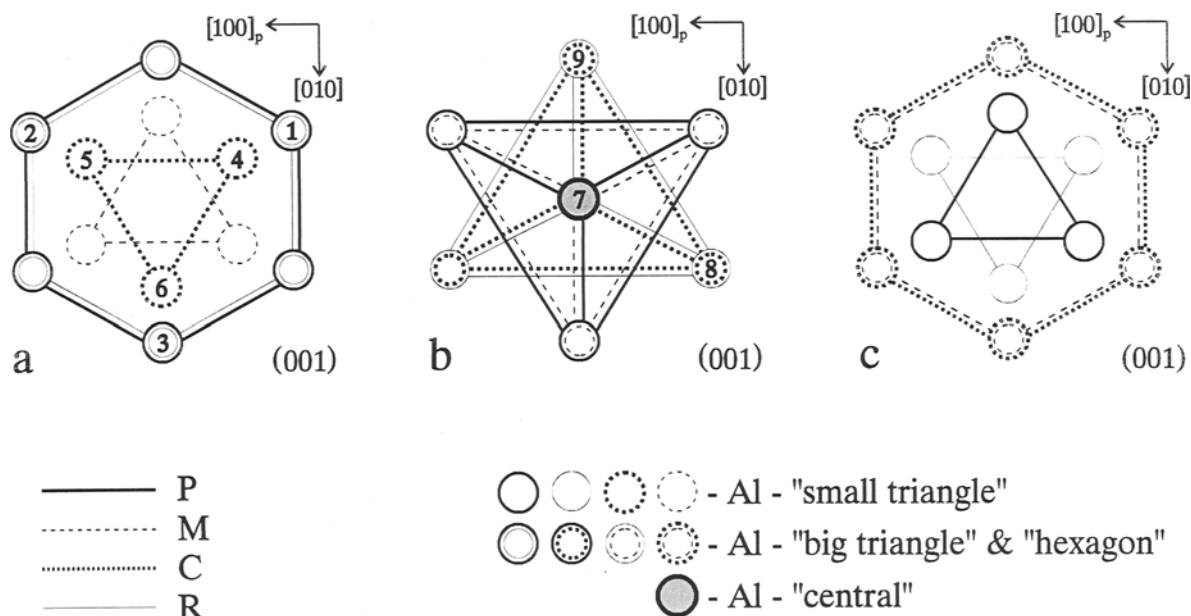 [100]p
[010]
2
1
5
4
6
3
a
(001)
[100]p
[010]
9
7
8
b
(001)
[100]p
[010]
c
(001)
P
M
C
R
- Al - "small triangle"
- Al - "big triangle" & "hexagon"
- Al - "central"